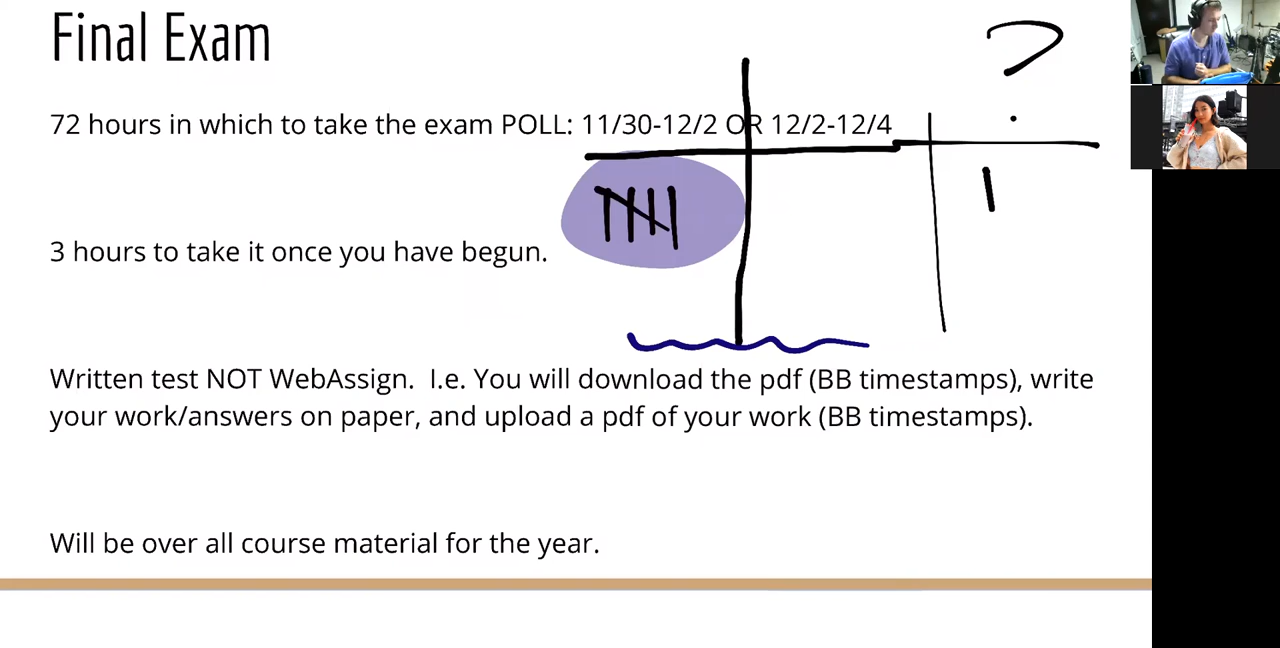 Final Exam
?
72 hours in which to take the exam POLL: 11/30-12/2 OR 12/2-12/4
3 hours to take it once you have begun.
Written test NOT WebAssign.  I.e. You will download the pdf (BB timestamps), write
your work/answers on paper, and upload a pdf of your work (BB timestamps).
Will be over all course material for the year.